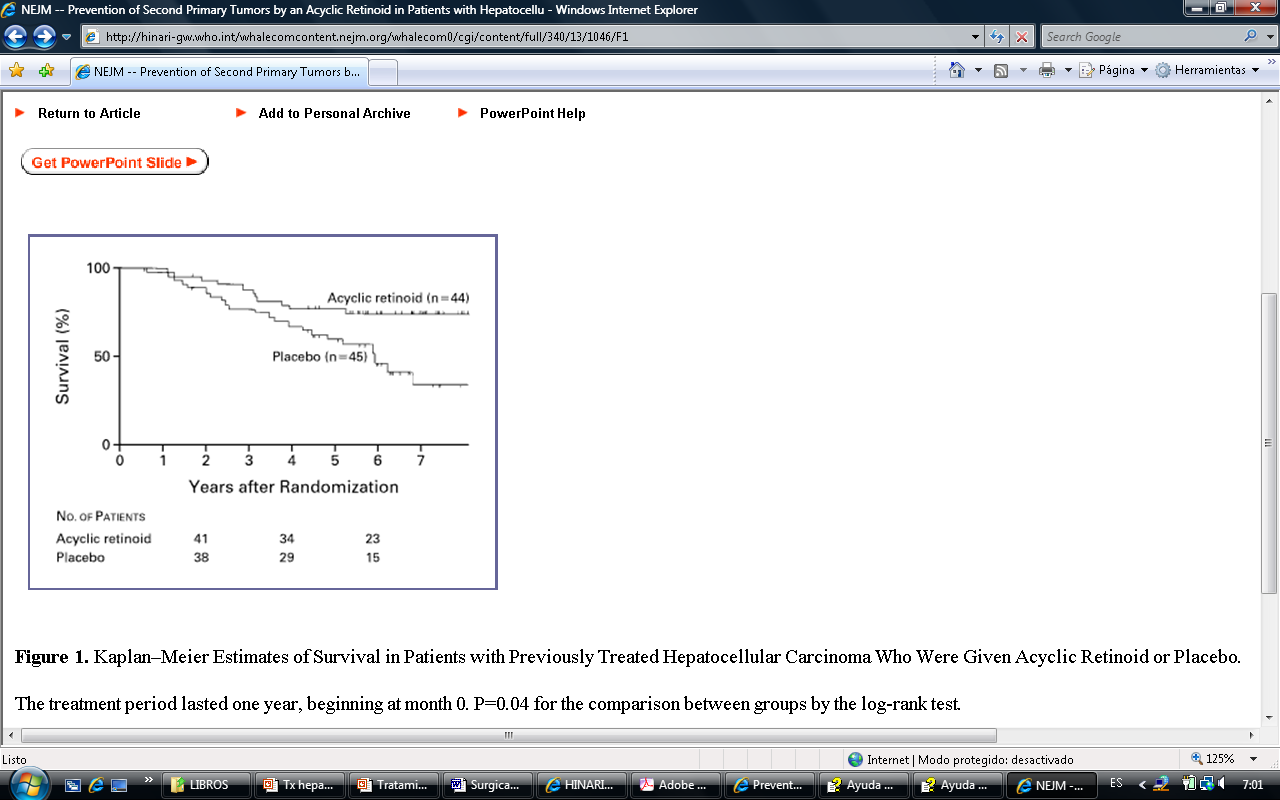 NEJM -- Prevention of Second Primary Tumors by an Acyclic Retinoid in Patients with Hepatocellu - Windows Internet Explorer
http://hinari-gw.who.int/whalecomcontent.nejm.org/whalecom0/cgi/content/full/340/13/1046/F1
Search Google
NEJM -- Prevention of Second Primary Tumors b...
Página
Herramientas
Return to Article
Add to Personal Archive
PowerPoint Help
Get PowerPoint Slide
100
50
0
Survival (%)
Acyclic retinoid (n=44)
Placebo (n=45)
0 1 2 3 4 5 6 7
Years after Randomization
NO. OF PATIENTS
Acyclic retinoid 41 34 23
Placebo 38 29 15
Figure 1. Kaplan–Meier Estimates of Survival in Patients with Previously Treated Hepatocellular Carcinoma Who Were Given Acyclic Retinoid or Placebo.
The treatment period lasted one year, beginning at month 0. P=0.04 for the comparison between groups by the log-rank test.
Listo
Internet | Modo protegido: desactivado
125%
LIBROS
Tx hepa...
Tratami...
Surgica...
HINARI...
Adobe ...
Prevent...
Ayuda ...
Ayuda ...
NEJM -...
ES
7:01